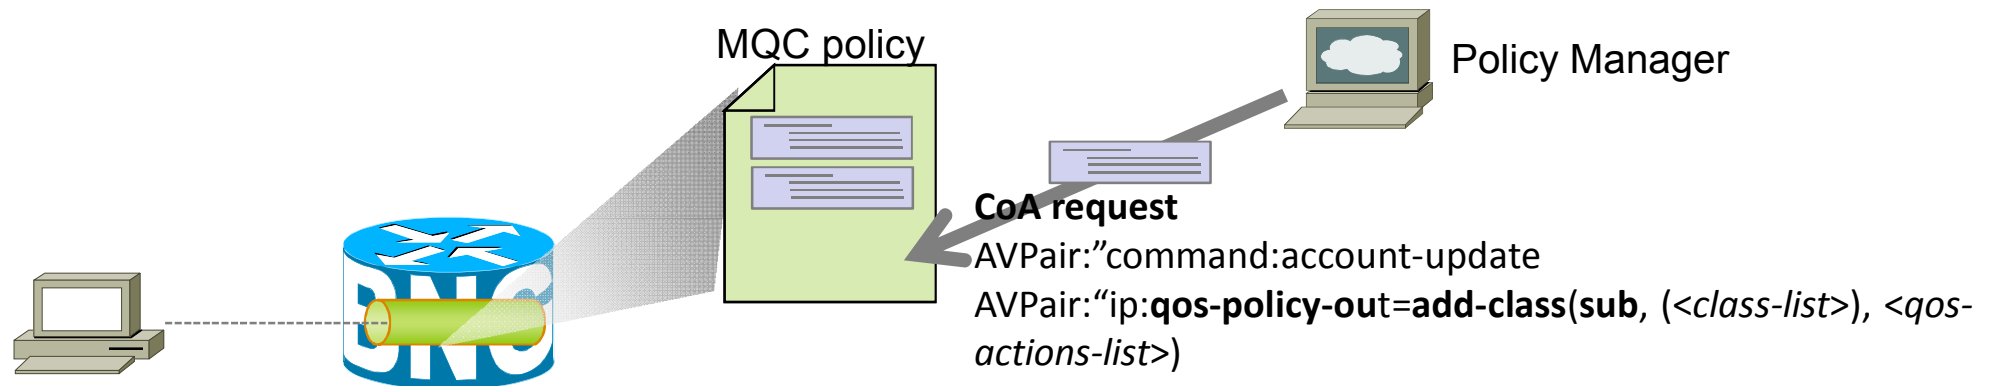 MQC policy
Policy Manager
CoA request
AVPair:”command:account-update
AVPair:“ip:qos-policy-out=add-class(sub, (<class-list>), <qos-
actions-list>)
BNG